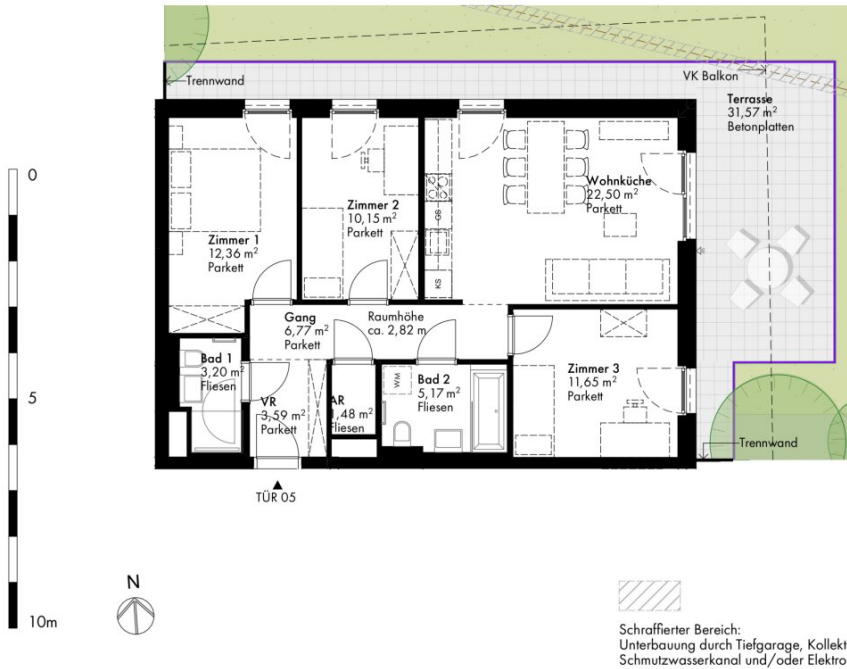 Trennwand
VK Balkon
Terrasse
31,57 m²
Betonplatten
0
5
10m
Zimmer 1
12,36 m²
Parkett
Zimmer 2
10,15 m²
Parkett
Wohnküche
22,50 m²
Parkett
GS
KS
Gang
6,77 m²
Parkett
Raumhöhe
ca. 2,82 m
Bad 1
3,20 m²
Fliesen
VR
3,59 m²
Parkett
AR
1,48 m²
Fliesen
WM
Bad 2
5,17 m²
Fliesen
Zimmer 3
11,65 m²
Parkett
Trennwand
TÜR 05
N
Schraffierter Bereich:
Unterbauung durch Tiefgarage, Kollekt
Schmutzwasserkanal und/oder Elektro